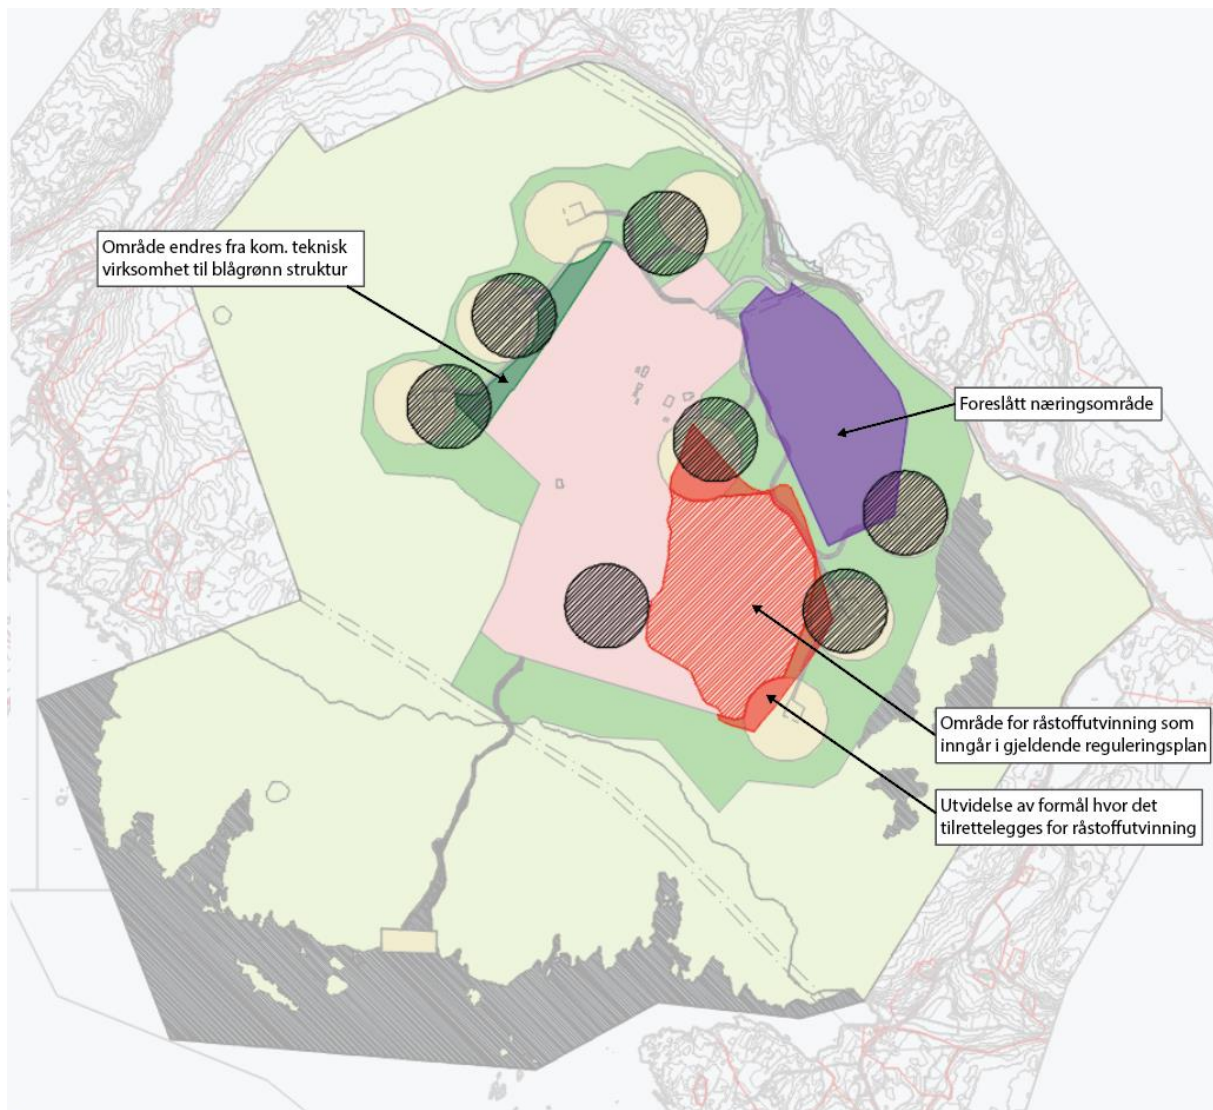 Område endres fra kom. teknisk
virksomhet til blågrønn struktur
Foreslått næringsområde
Område for råstoffutvinning som
inngår i gjeldende reguleringsplan
Utvidelse av formål hvor det
tilrettelegges for råstoffutvinning